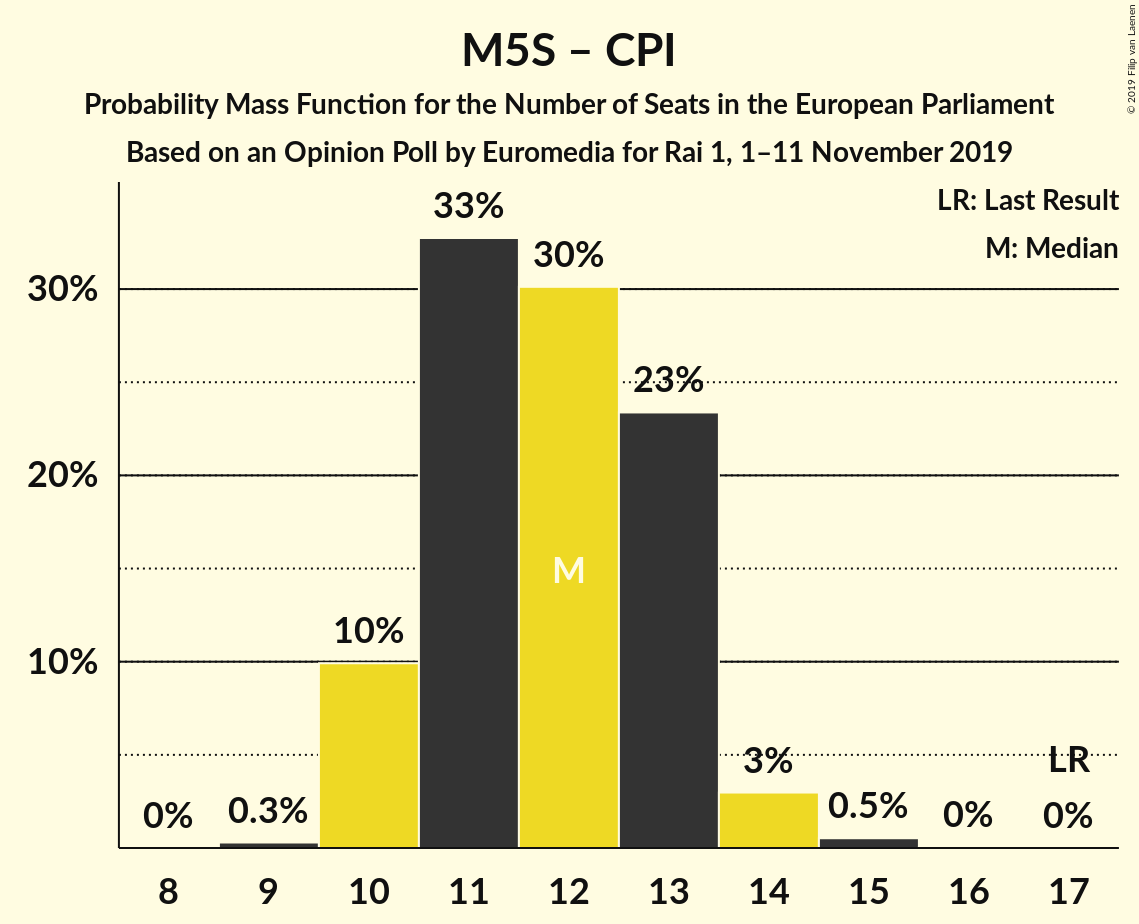 M5S – CPI
Probability Mass Function for the Number of Seats in the European Parliament
Based on an Opinion Poll by Euromedia for Rai 1, 1–11 November 2019
© 2019 Filip van Laenen
LR: Last Result
M: Median
33%
30%
30%
23%
20%
M
10%
10%
3%
LR
0%
0.3%
0.5%
0%
0%
8 9 10 11 12 13 14 15 16 17